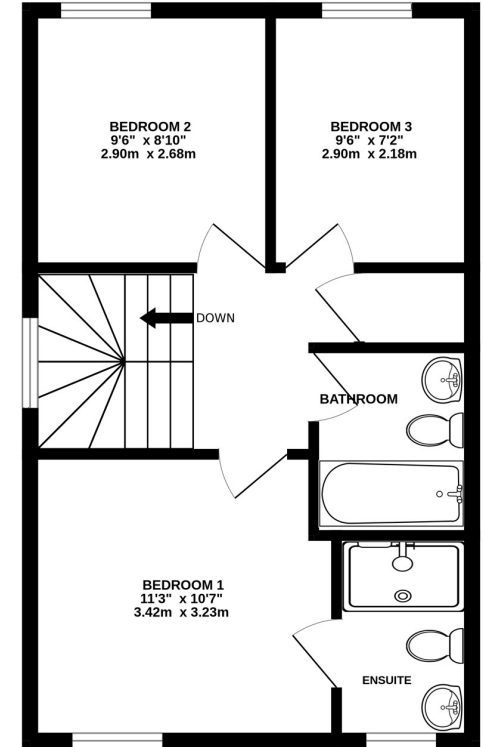 BEDROOM 2
9'6" x 8'10"
2.90m x 2.68m
BEDROOM 3
9'6" x 7'2"
2.90m x 2.18m
DOWN
BATHROOM
BEDROOM 1
11'3" x 10'7"
3.42m x 3.23m
ENSUITE